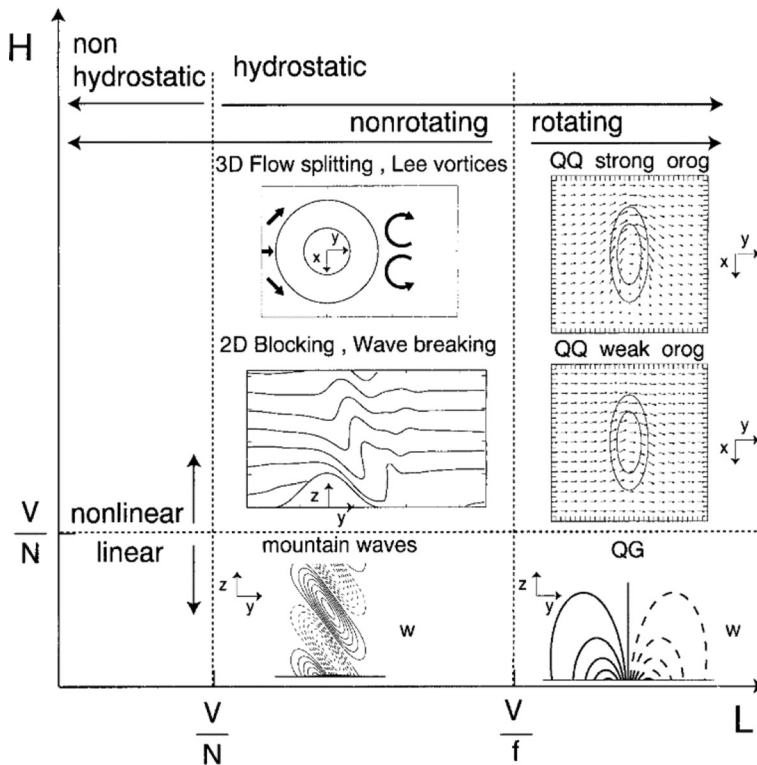 H
non
hydrostatic
hydrostatic
nonrotating
rotating
3D Flow splitting , Lee vortices
y
x
QQ strong orog
y
x
2D Blocking , Wave breaking
z
y
QQ weak orog
y
x
V
N
nonlinear
linear
mountain waves
z
y
w
QG
z
y
w
V
N
V
f
L